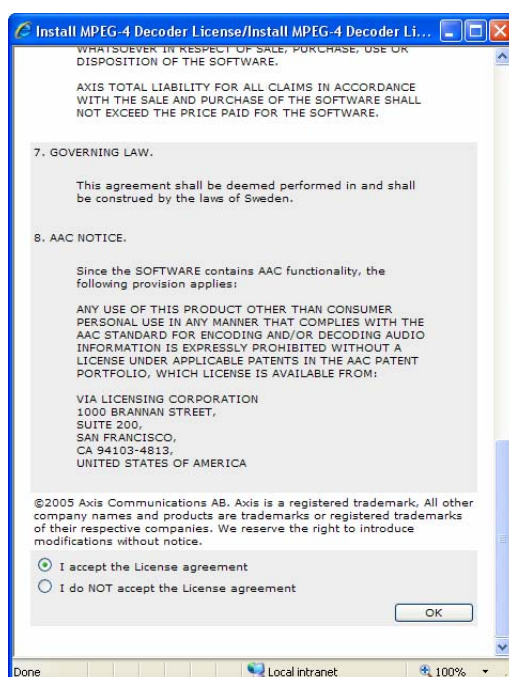 Install MPEG-4 Decoder License/Install MPEG-4 Decoder Li...
WHATSOEVER IN RESPECT OF SALE, PURCHASE, USE OR
DISPOSITION OF THE SOFTWARE.
AXIS TOTAL LIABILITY FOR ALL CLAIMS IN ACCORDANCE
WITH THE SALE AND PURCHASE OF THE SOFTWARE SHALL
NOT EXCEED THE PRICE PAID FOR THE SOFTWARE.
7. GOVERNING LAW.
This agreement shall be deemed performed in and shall
be construed by the laws of Sweden.
8. AAC NOTICE.
Since the SOFTWARE contains AAC functionality, the
following provision applies:
ANY USE OF THIS PRODUCT OTHER THAN CONSUMER
PERSONAL USE IN ANY MANNER THAT COMPLIES WITH THE
AAC STANDARD FOR ENCODING AND/OR DECODING AUDIO
INFORMATION IS EXPRESSLY PROHIBITED WITHOUT A
LICENSE UNDER APPLICABLE PATENTS IN THE AAC PATENT
PORTFOLIO, WHICH LICENSE IS AVAILABLE FROM:
VIA LICENSING CORPORATION
1000 BRANNAN STREET,
SUITE 200,
SAN FRANCISCO,
CA 94103-4813,
UNITED STATES OF AMERICA
©2005 Axis Communications AB. Axis is a registered trademark, All other
company names and products are trademarks or registered trademarks
of their respective companies. We reserve the right to introduce
modifications without notice.
I accept the License agreement
I do NOT accept the License agreement
OK
Done
Local intranet
100%